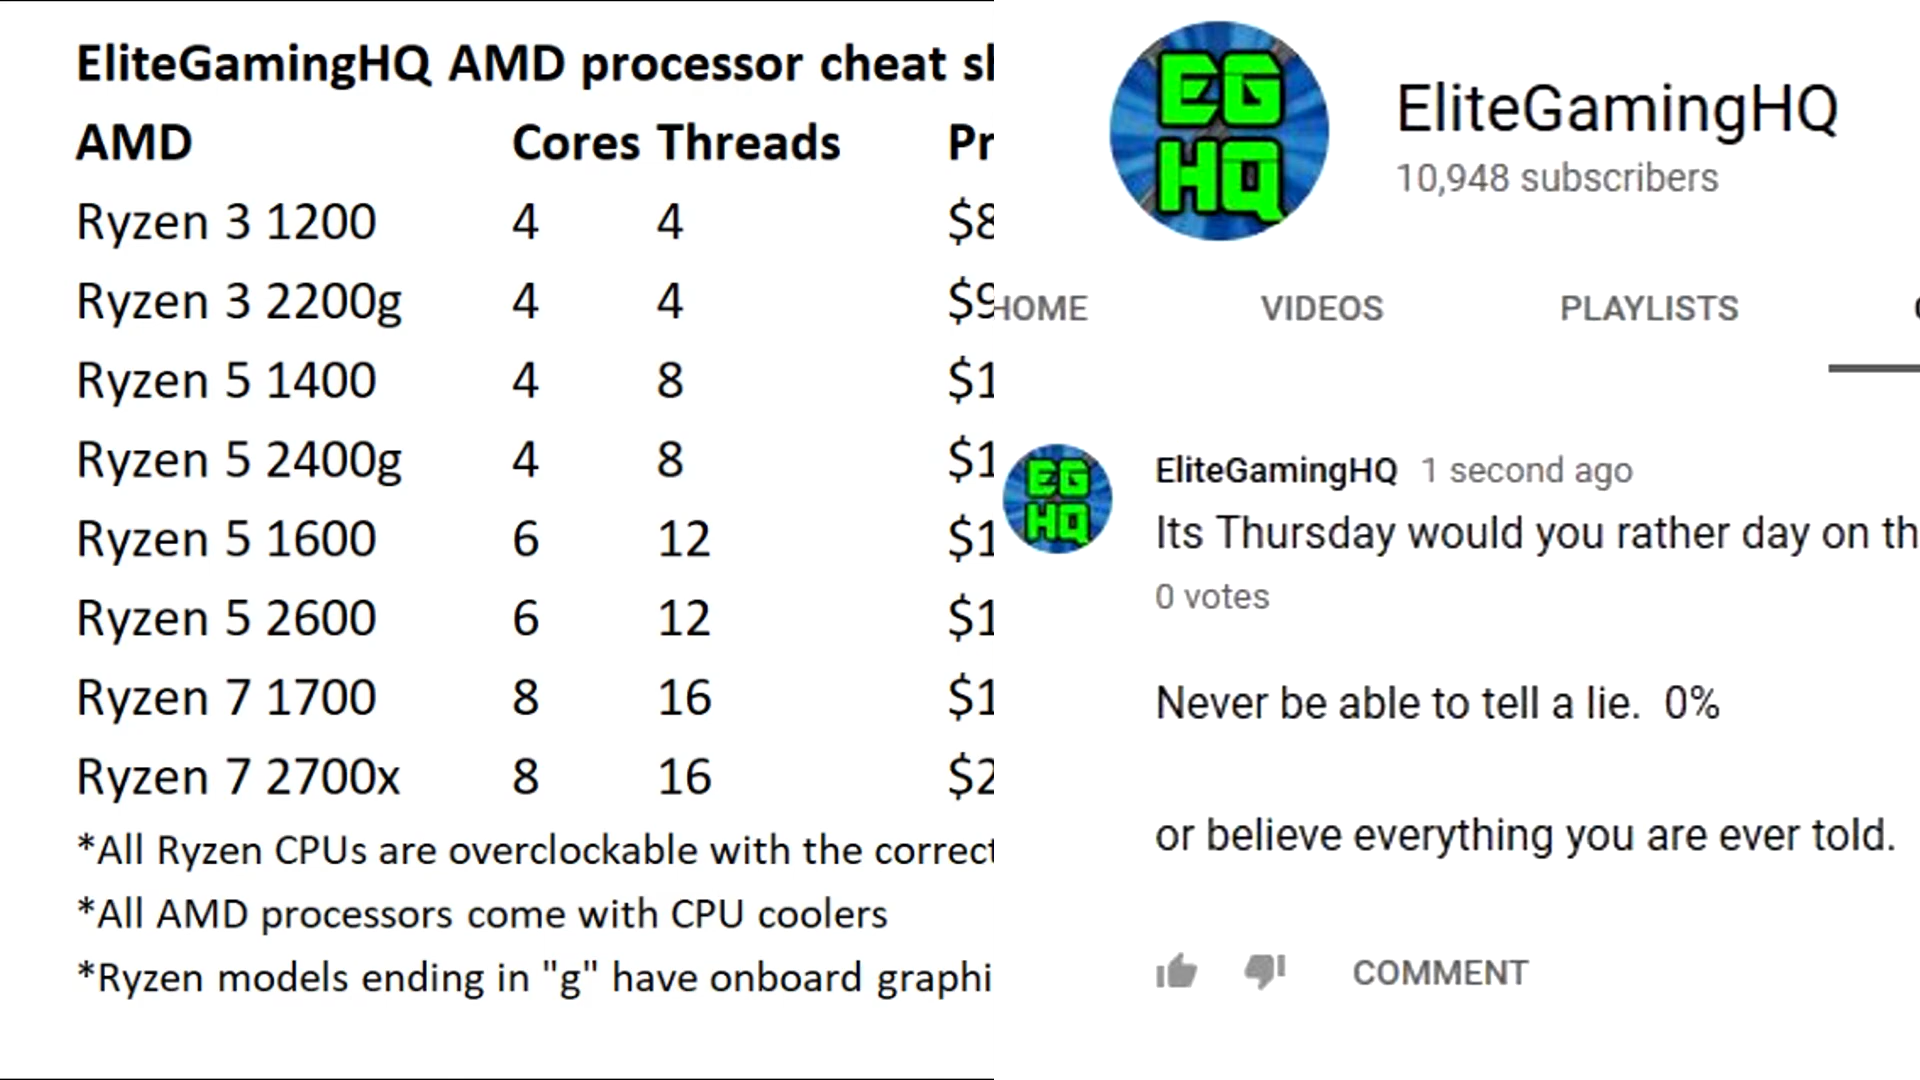 EliteGamingHQ AMD processor cheat
AMD Cores Threads
Ryzen 3 1200 4 4 $8
Ryzen 3 2200g 4 4 $9
Ryzen 5 1400 4 8 $1
Ryzen 5 2400g 4 8 $1
Ryzen 5 1600 6 12 $1
Ryzen 5 2600 6 12 $1
Ryzen 7 1700 8 16 $1
Ryzen 7 2700x 8 16 $2
*All Ryzen CPUs are overclockable with the correct
*All AMD processors come with CPU coolers
*Ryzen models ending in "g" have onboard graphi
EG
HQ
EliteGamingHQ
10,948 subscribers
HOME VIDEOS PLAYLISTS
EG
HQ
EliteGamingHQ 1 second ago
Its Thursday would you rather day on th
0 votes
Never be able to tell a lie. 0%
or believe everything you are ever told.
COMMENT